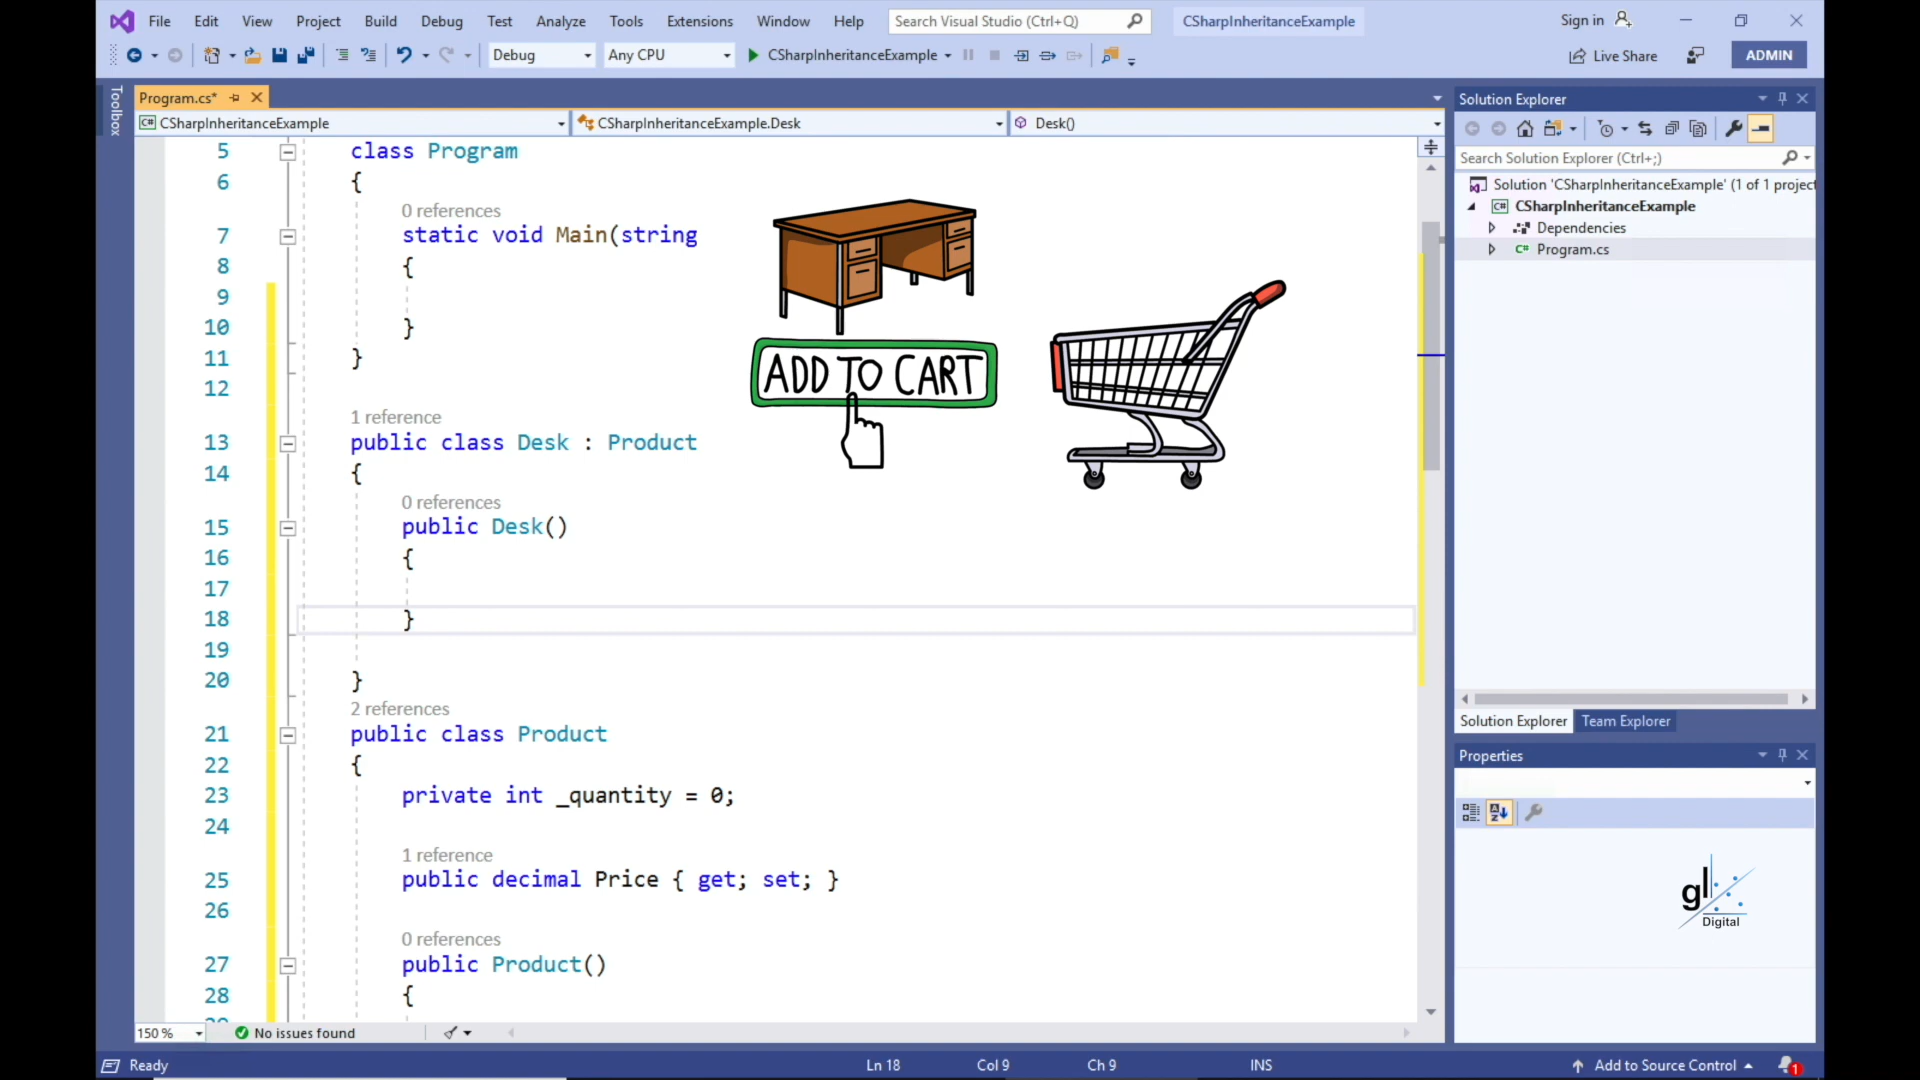 File Edit View Project Build Debug Test Analyze Tools Extensions Window Help Search Visual Studio (Ctrl+Q) CSharpInheritanceExample Sign in
Debug Any CPU CSharpInheritanceExample Live Share ADMIN
Toolbox
Program.cs*
CSharpInheritanceExample CSharpInheritanceExample.Desk Desk()
5 class Program
6 {
0 references
7 static void Main(string
8 {
9
10 }
11 }
12
1 reference
13 public class Desk : Product
14 {
0 references
15 public Desk()
16 {
17
18 }
19
20 }
2 references
21 public class Product
22 {
23 private int _quantity = 0;
24
1 reference
25 public decimal Price { get; set; }
26
0 references
27 public Product()
28 {
ADD TO CART
150 % No issues found
Solution Explorer
Search Solution Explorer (Ctrl+;)
Solution 'CSharpInheritanceExample' (1 of 1 project
CSharpInheritanceExample
Dependencies
Program.cs
Solution Explorer Team Explorer
Properties
gl
Digital
Ready Ln 18 Col 9 Ch 9 INS Add to Source Control 1